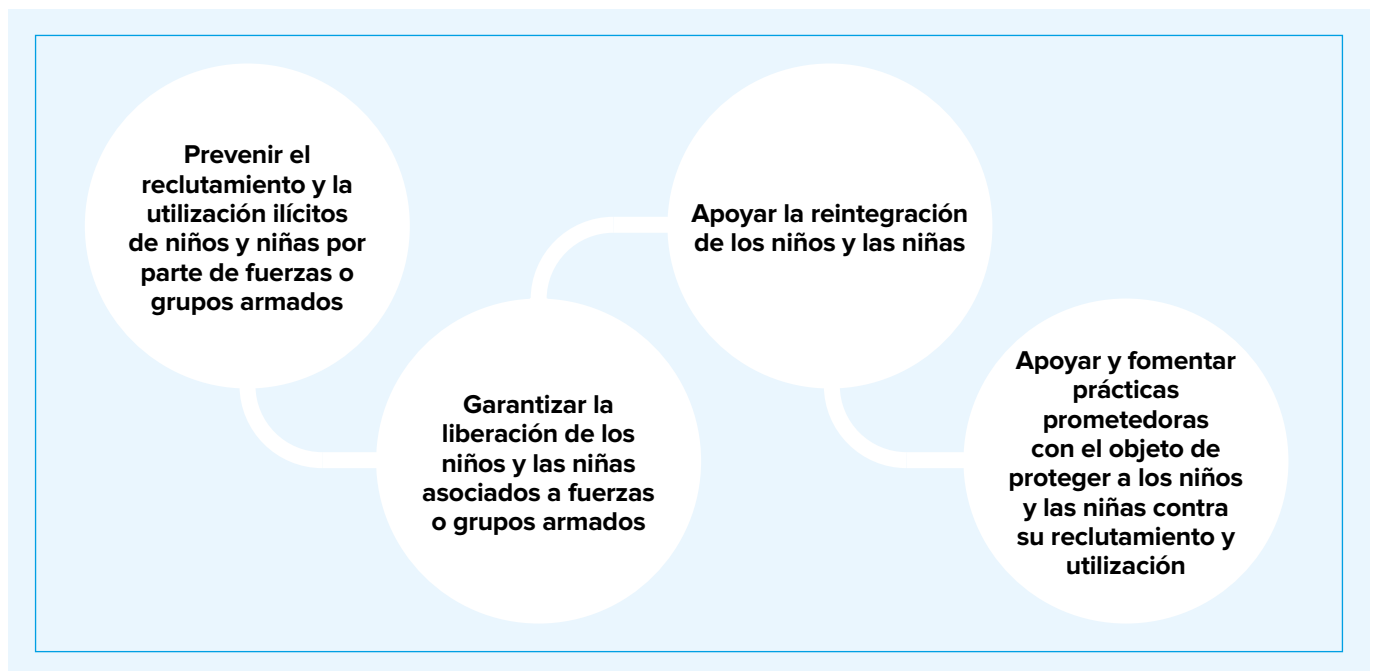 Prevenir el
reclutamiento y la
utilización ilícitos
de niños y niñas por
parte de fuerzas o
grupos armados
Garantizar la
liberación de los
niños y las niñas
asociados a fuerzas
o grupos armados
Apoyar la reintegración
de los niños y las niñas
Apoyar y fomentar
prácticas
prometedoras
con el objeto de
proteger a los niños
y las niñas contra
su reclutamiento y
utilización